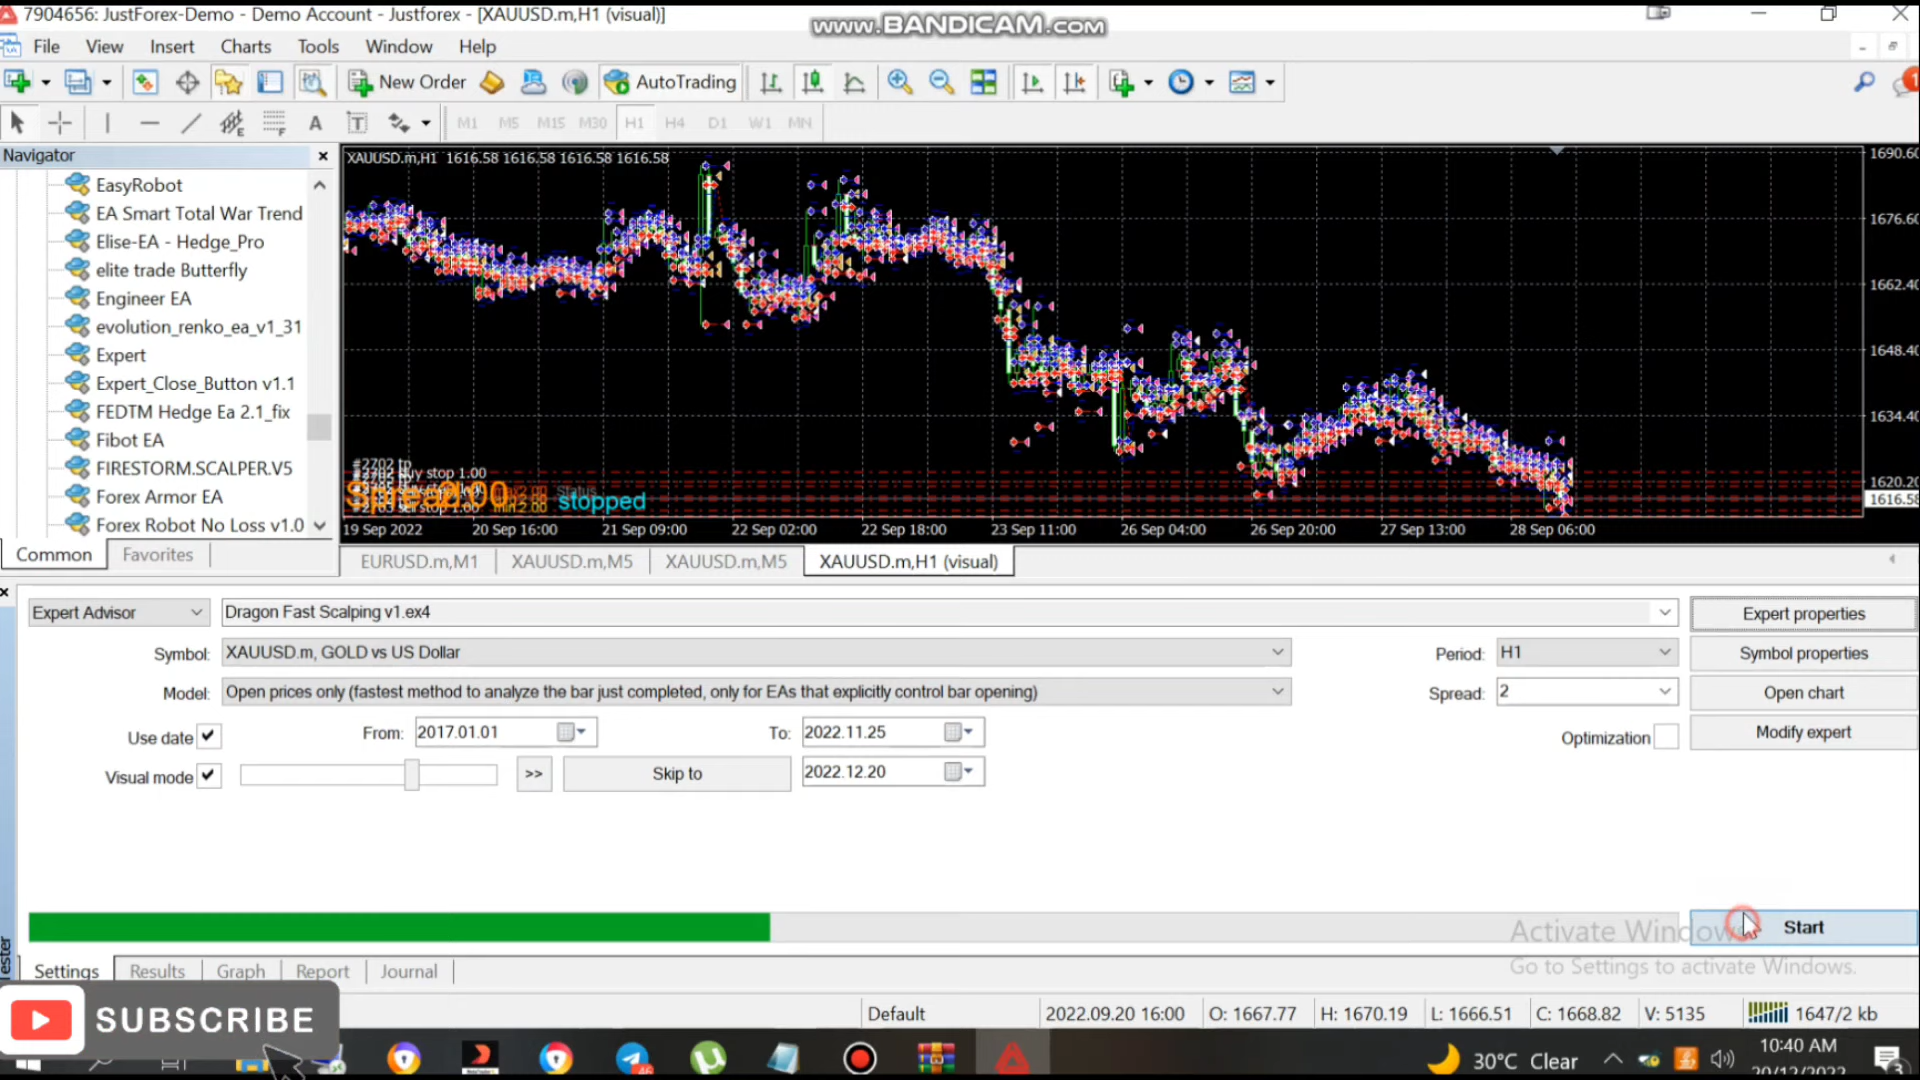 7904656: JustForex-Demo - Demo Account - Justforex - [XAUUSD.m,H1 (visual)]
www.BANDICAM.com
File View Insert Charts Tools Window Help
New Order AutoTrading
A T M1 M5 M15 M30 H1 H4 D1 W1 MN
Navigator
EasyRobot
EA Smart Total War Trend
Elise-EA - Hedge_Pro
elite trade Butterfly
Engineer EA
evolution_renko_ea_v1_31
Expert
Expert_Close_Button v1.1
FEDTM Hedge Ea 2.1_fix
Fibot EA
FIRESTORM.SCALPER.V5
Forex Armor EA
Forex Robot No Loss v1.0
Common Favorites
XAUUSD.m,H1 1616.58 1616.58 1616.58 1616.58
1690.60
1676.60
1662.40
1648.40
1634.40
1620.20
1616.58
#2702 tp
buy stop 1.00
stopped
19 Sep 2022 20 Sep 16:00 21 Sep 09:00 22 Sep 02:00 22 Sep 18:00 23 Sep 11:00 26 Sep 04:00 26 Sep 20:00 27 Sep 13:00 28 Sep 06:00
EURUSD.m,M1 XAUUSD.m,M5 XAUUSD.m,M5 XAUUSD.m,H1 (visual)
Expert Advisor Dragon Fast Scalping v1.ex4 Expert properties
Symbol: XAUUSD.m, GOLD vs US Dollar Period: H1 Symbol properties
Model: Open prices only (fastest method to analyze the bar just completed, only for EAs that explicitly control bar opening) Spread: 2 Open chart
Use date From: 2017.01.01 To: 2022.11.25 Optimization Modify expert
Visual mode >> Skip to 2022.12.20
Start
Activate Windows
Go to Settings to activate Windows.
Settings Results Graph Report Journal
SUBSCRIBE
Default 2022.09.20 16:00 O: 1667.77 H: 1670.19 L: 1666.51 C: 1668.82 V: 5135 1647/2 kb
30°C Clear
10:40 AM
20/12/2022